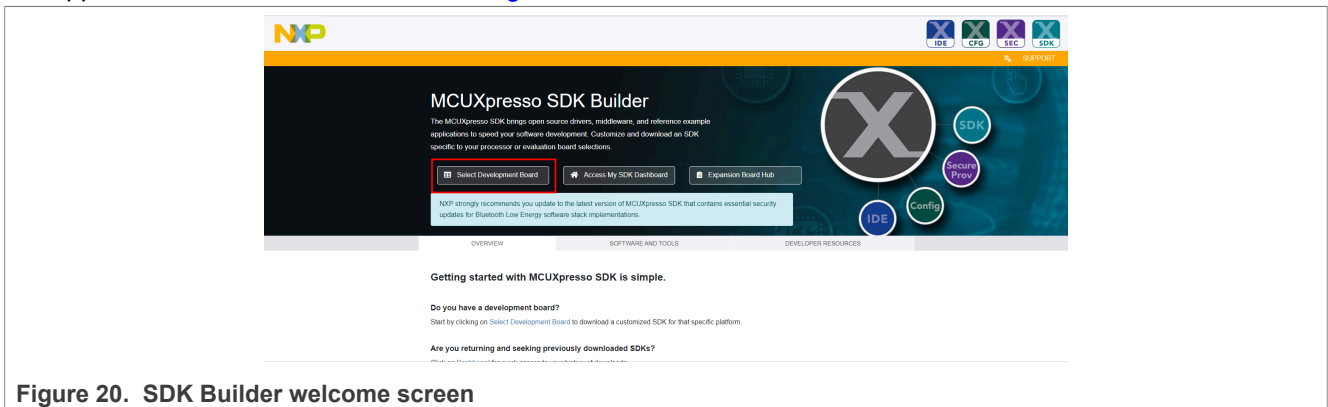 NXP
IDE CFG SEC SDK
SUPPORT
MCUXpresso SDK Builder
The MCUXpresso SDK brings open source drivers, middleware, and reference example
applications to speed your software development. Customize and download an SDK
specific to your processor or evaluation board selections.
Select Development Board Access My SDK Dashboard Expansion Board Hub
NXP strongly recommends you update to the latest version of MCUXpresso SDK that contains essential security
updates for Bluetooth Low Energy software stack implementations.
SDK
Secure
Prov
Config
IDE
OVERVIEW SOFTWARE AND TOOLS DEVELOPER RESOURCES
Getting started with MCUXpresso SDK is simple.
Do you have a development board?
Start by clicking on Select Development Board to download a customized SDK for that specific platform.
Are you returning and seeking previously downloaded SDKs?
Figure 20. SDK Builder welcome screen